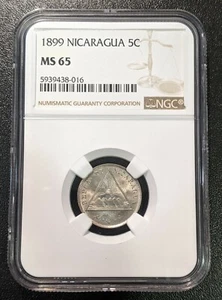 1899 NICARAGUA 5C
MS 65
5939438-016
NUMISMATIC GUARANTY CORPORATION
NGC